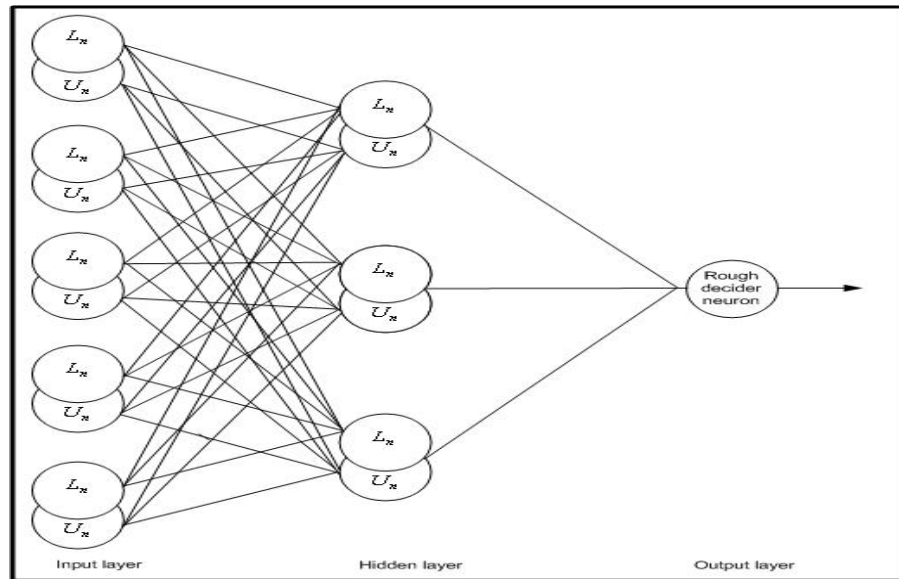 Lₙ
Uₙ
Lₙ
Uₙ
Lₙ
Uₙ
Lₙ
Uₙ
Lₙ
Uₙ
Lₙ
Uₙ
Lₙ
Uₙ
Lₙ
Uₙ
Rough
decider
neuron
Input layer
Hidden layer
Output layer